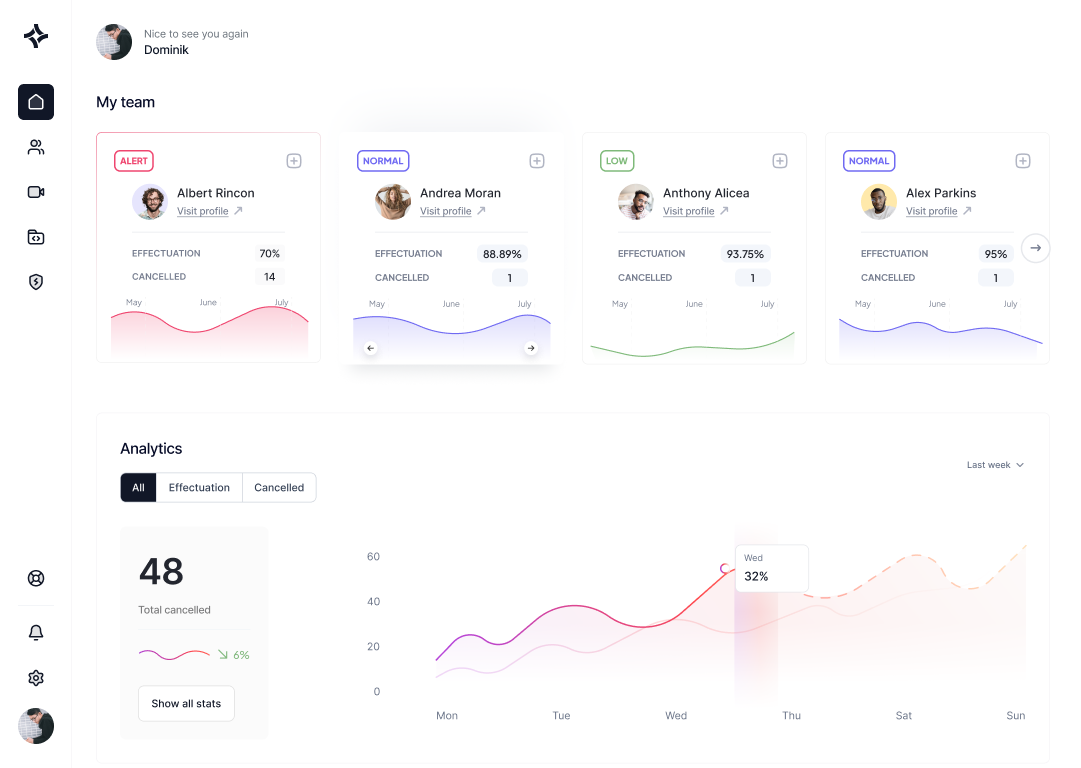 Nice to see you again
Dominik
My team
ALERT
Albert Rincon
Visit profile
EFFECTUATION 70%
CANCELLED 14
May June July
NORMAL
Andrea Moran
Visit profile
EFFECTUATION 88.89%
CANCELLED 1
May June July
LOW
Anthony Alicea
Visit profile
EFFECTUATION 93.75%
CANCELLED 1
May June July
NORMAL
Alex Parkins
Visit profile
EFFECTUATION 95%
CANCELLED 1
May June July
Analytics
Last week
All Effectuation Cancelled
48
Total cancelled
6%
Show all stats
60
40
20
0
Wed
32%
Mon Tue Wed Thu Sat Sun